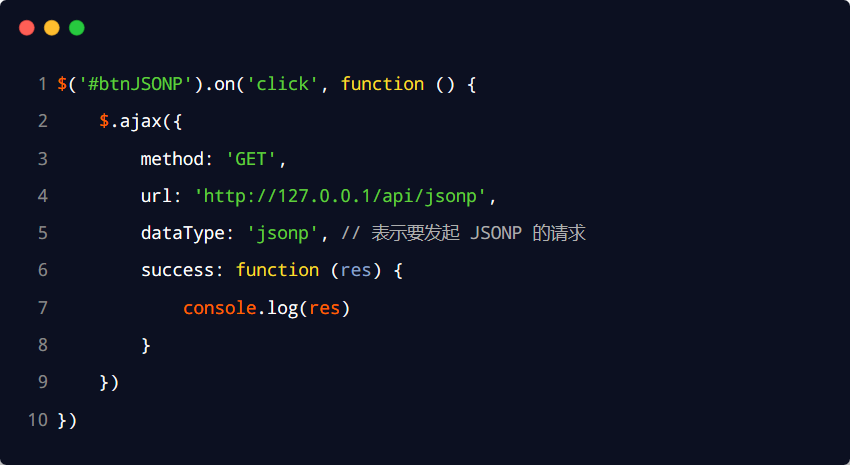 1 $('#btnJSONP').on('click', function () {
2     $.ajax({
3         method: 'GET',
4         url: 'http://127.0.0.1/api/jsonp',
5         dataType: 'jsonp', // 表示要发起 JSONP 的请求
6         success: function (res) {
7             console.log(res)
8         }
9     })
10 })